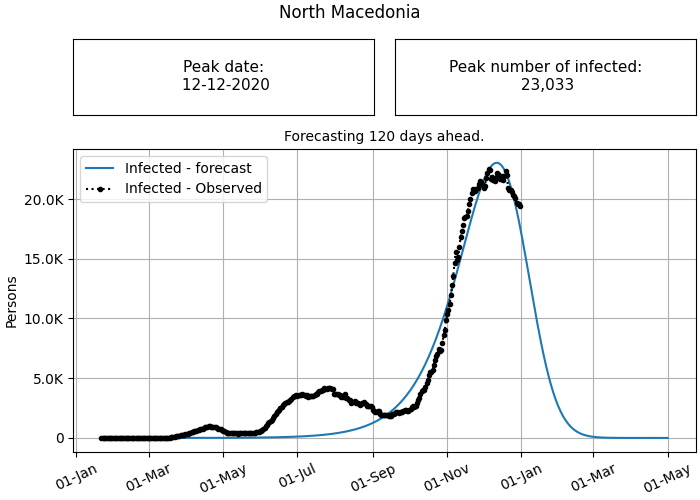 North Macedonia
Peak date:
12-12-2020
Peak number of infected:
23,033
Forecasting 120 days ahead.
Infected - forecast
Infected - Observed
20.0K
15.0K
10.0K
5.0K
0
Persons
01-Jan
01-Mar
01-May
01-Jul
01-Sep
01-Nov
01-Jan
01-Mar
01-May